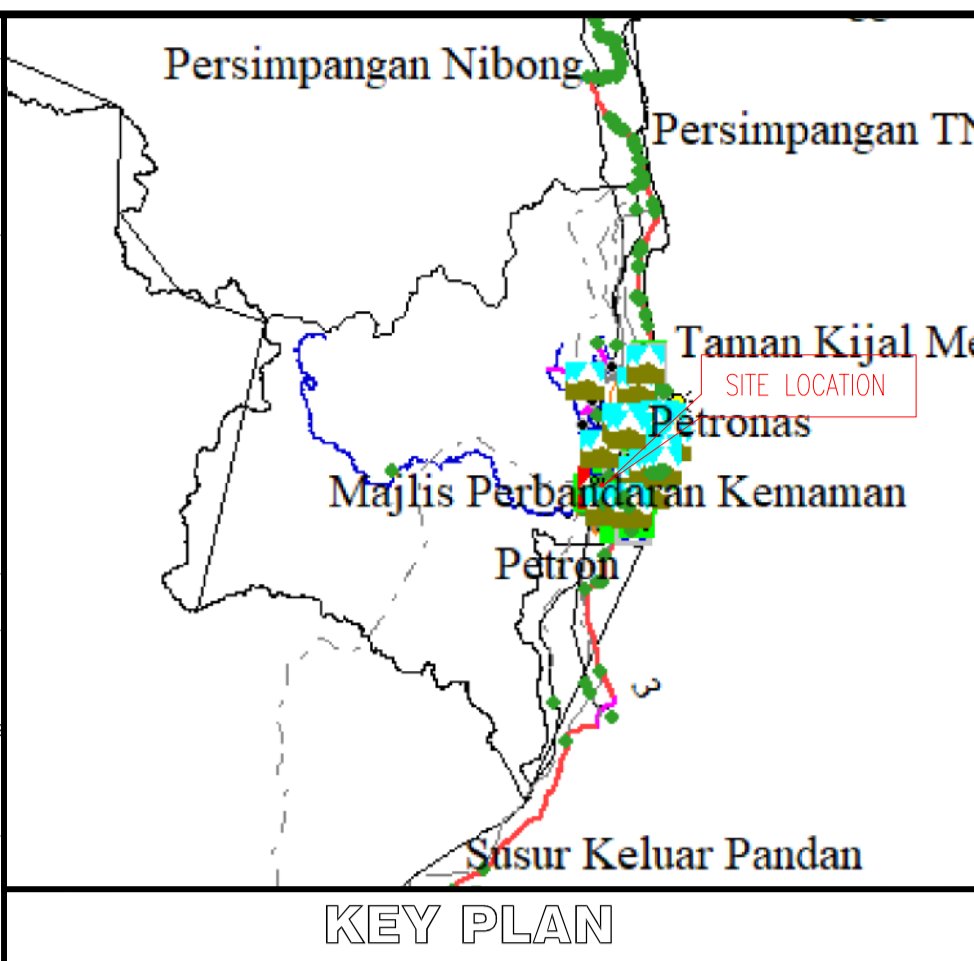 Persimpangan Nibong
Persimpangan TN
Taman Kijal Me
SITE LOCATION
Petronas
Majlis Perbandaran Kemaman
Petron
3
Susur Keluar Pandan
KEY PLAN